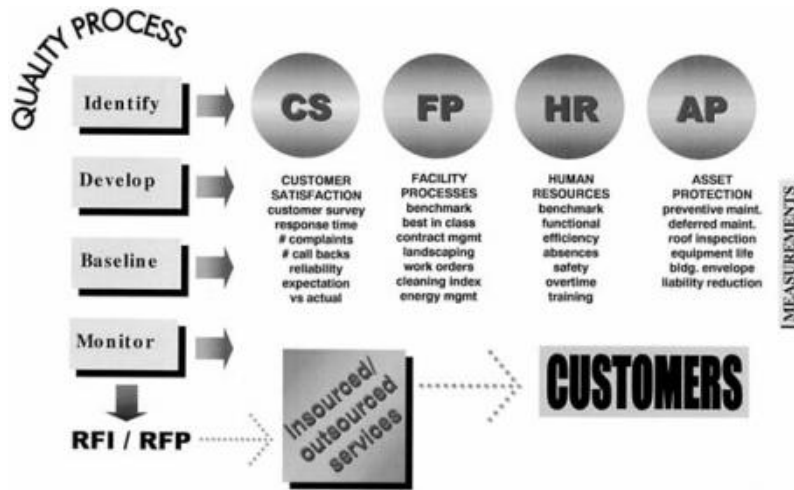 QUALITY PROCESS
Identify
Develop
Baseline
Monitor
RFI / RFP
CS
CUSTOMER
SATISFACTION
customer survey
response time
# complaints
# call backs
reliability
expectation
vs actual
FP
FACILITY
PROCESSES
benchmark
best in class
contract mgmt
landscaping
work orders
cleaning index
energy mgmt
HR
HUMAN
RESOURCES
benchmark
functional
efficiency
absences
safety
overtime
training
AP
ASSET
PROTECTION
preventive maint.
deferred maint.
roof inspection
equipment life
bldg. envelope
liability reduction
MEASUREMENTS
Insourced/
outsourced
services
CUSTOMERS